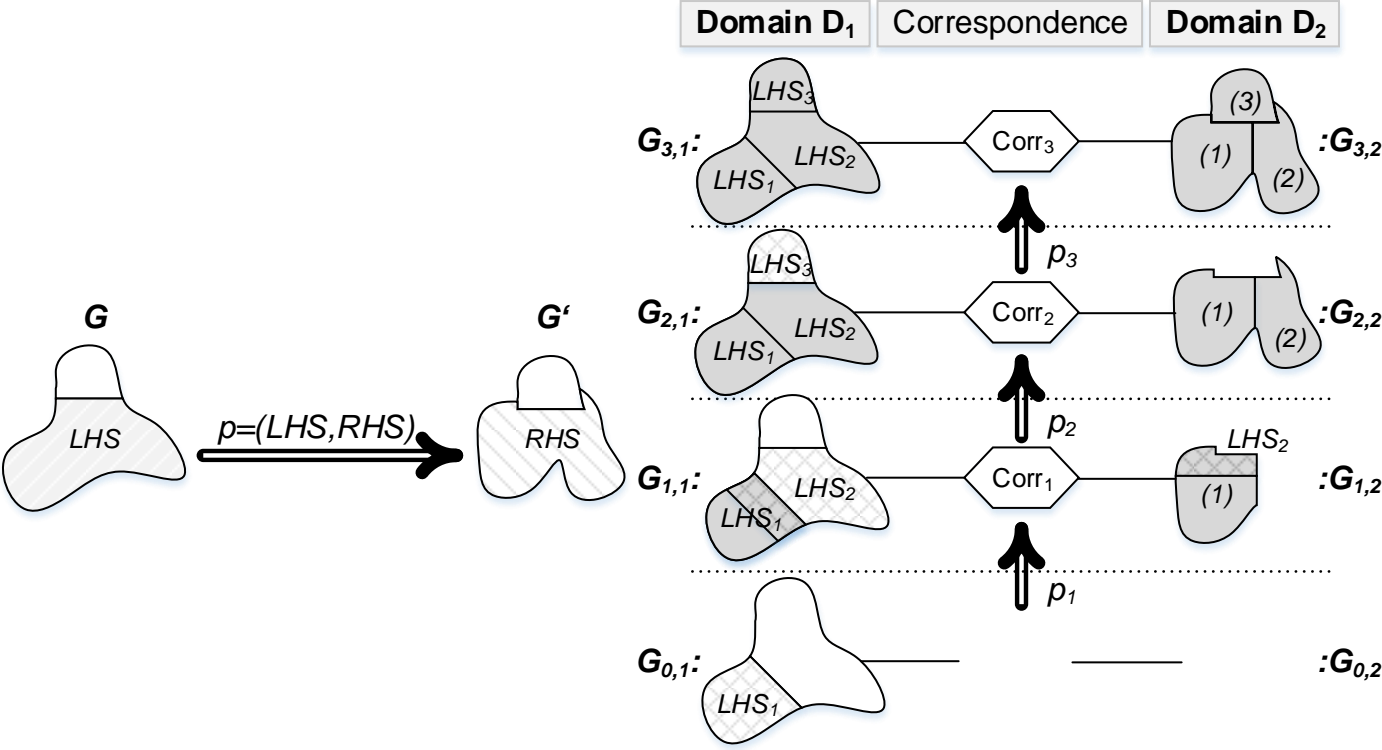 Domain D₁ Correspondence Domain D₂
LHS₃ (3)
G₃,₁: LHS₂ Corr₃ (1) :G₃,₂
LHS₁ (2)
p₃
LHS₃
G₂,₁: LHS₂ Corr₂ (1) :G₂,₂
LHS₁ (2)
G G‘
p₂
LHS p=(LHS,RHS) RHS
LHS₂
G₁,₁: LHS₂ Corr₁ (1) :G₁,₂
LHS₁
p₁
G₀,₁: :G₀,₂
LHS₁